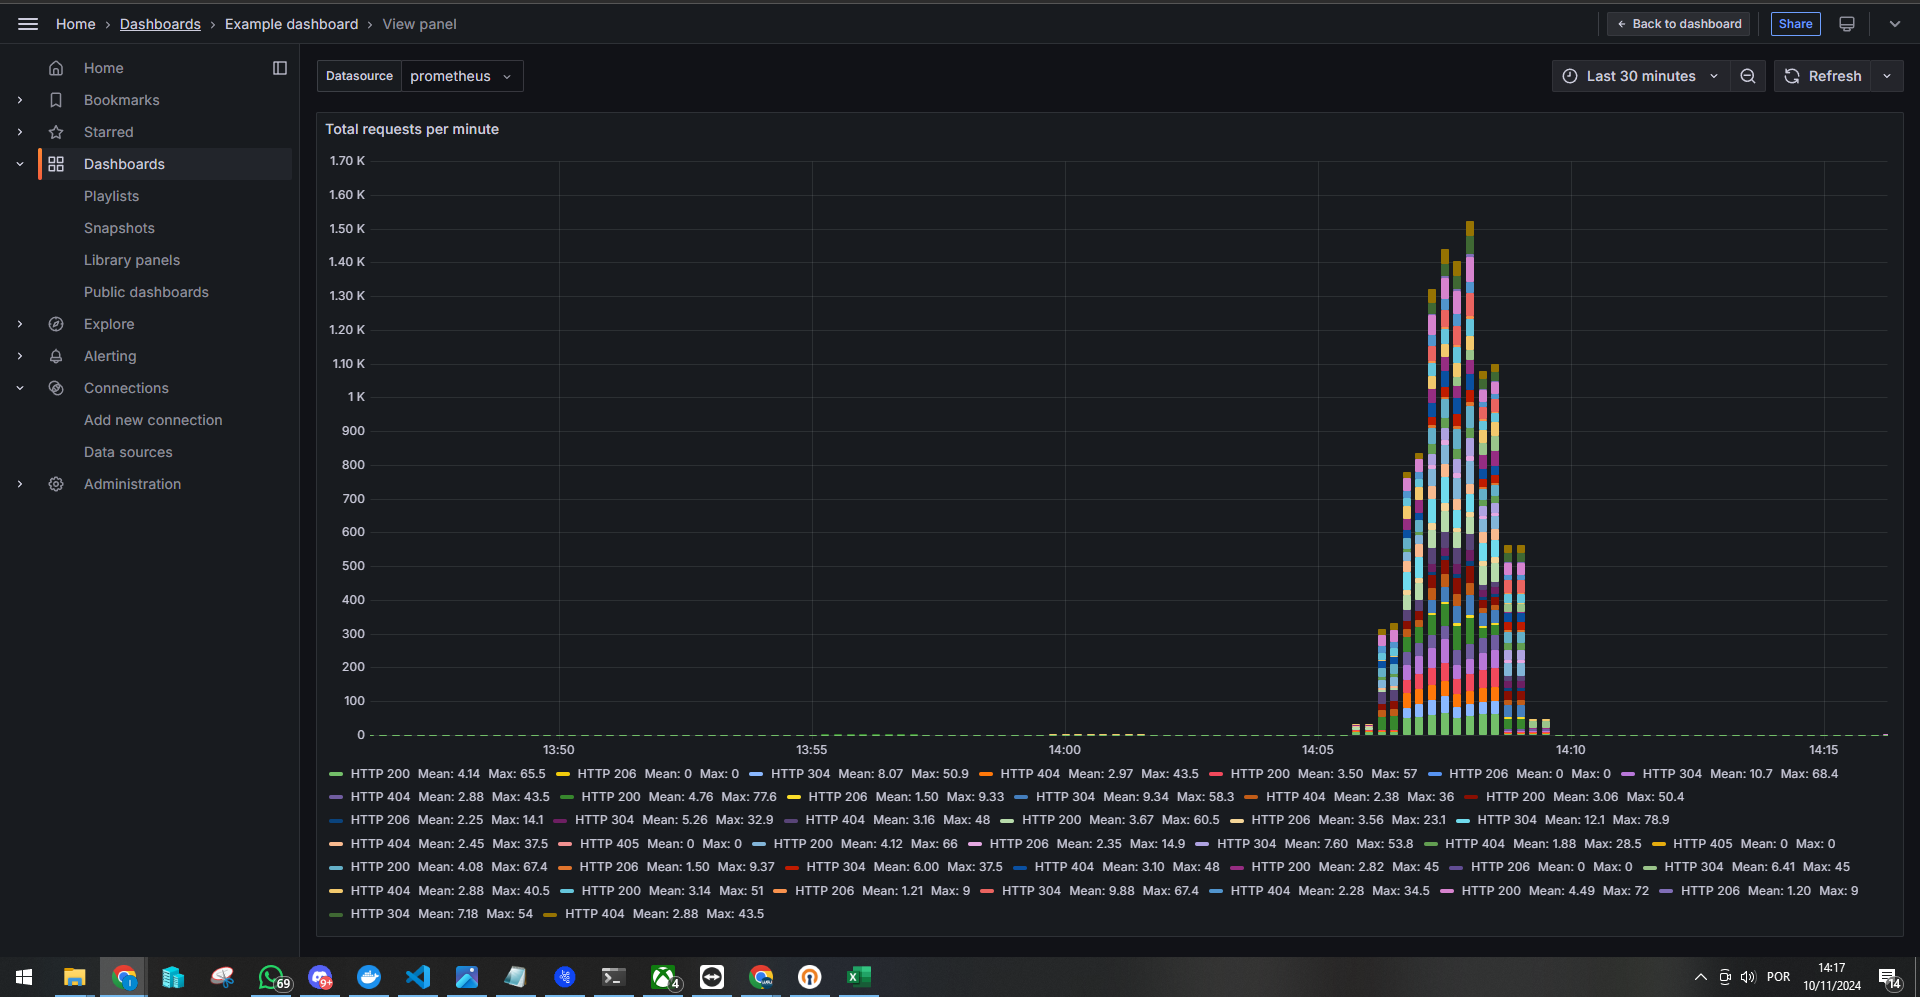 Home › Dashboards › Example dashboard › View panel
← Back to dashboard
Share
Home
Bookmarks
Starred
Dashboards
Playlists
Snapshots
Library panels
Public dashboards
Explore
Alerting
Connections
Add new connection
Data sources
Administration
Datasource prometheus
Last 30 minutes
Refresh
Total requests per minute
1.70 K
1.60 K
1.50 K
1.40 K
1.30 K
1.20 K
1.10 K
1 K
900
800
700
600
500
400
300
200
100
0
13:50 13:55 14:00 14:05 14:10 14:15
HTTP 200 Mean: 4.14 Max: 65.5 HTTP 206 Mean: 0 Max: 0 HTTP 304 Mean: 8.07 Max: 50.9 HTTP 404 Mean: 2.97 Max: 43.5 HTTP 200 Mean: 3.50 Max: 57 HTTP 206 Mean: 0 Max: 0 HTTP 304 Mean: 10.7 Max: 68.4
HTTP 404 Mean: 2.88 Max: 43.5 HTTP 200 Mean: 4.76 Max: 77.6 HTTP 206 Mean: 1.50 Max: 9.33 HTTP 304 Mean: 9.34 Max: 58.3 HTTP 404 Mean: 2.38 Max: 36 HTTP 200 Mean: 3.06 Max: 50.4
HTTP 206 Mean: 2.25 Max: 14.1 HTTP 304 Mean: 5.26 Max: 32.9 HTTP 404 Mean: 3.16 Max: 48 HTTP 200 Mean: 3.67 Max: 60.5 HTTP 206 Mean: 3.56 Max: 23.1 HTTP 304 Mean: 12.1 Max: 78.9
HTTP 404 Mean: 2.45 Max: 37.5 HTTP 405 Mean: 0 Max: 0 HTTP 200 Mean: 4.12 Max: 66 HTTP 206 Mean: 2.35 Max: 14.9 HTTP 304 Mean: 7.60 Max: 53.8 HTTP 404 Mean: 1.88 Max: 28.5 HTTP 405 Mean: 0 Max: 0
HTTP 200 Mean: 4.08 Max: 67.4 HTTP 206 Mean: 1.50 Max: 9.37 HTTP 304 Mean: 6.00 Max: 37.5 HTTP 404 Mean: 3.10 Max: 48 HTTP 200 Mean: 2.82 Max: 45 HTTP 206 Mean: 0 Max: 0 HTTP 304 Mean: 6.41 Max: 45
HTTP 404 Mean: 2.88 Max: 40.5 HTTP 200 Mean: 3.14 Max: 51 HTTP 206 Mean: 1.21 Max: 9 HTTP 304 Mean: 9.88 Max: 67.4 HTTP 404 Mean: 2.28 Max: 34.5 HTTP 200 Mean: 4.49 Max: 72 HTTP 206 Mean: 1.20 Max: 9
HTTP 304 Mean: 7.18 Max: 54 HTTP 404 Mean: 2.88 Max: 43.5
69
9+
4
POR
14:17
10/11/2024
14